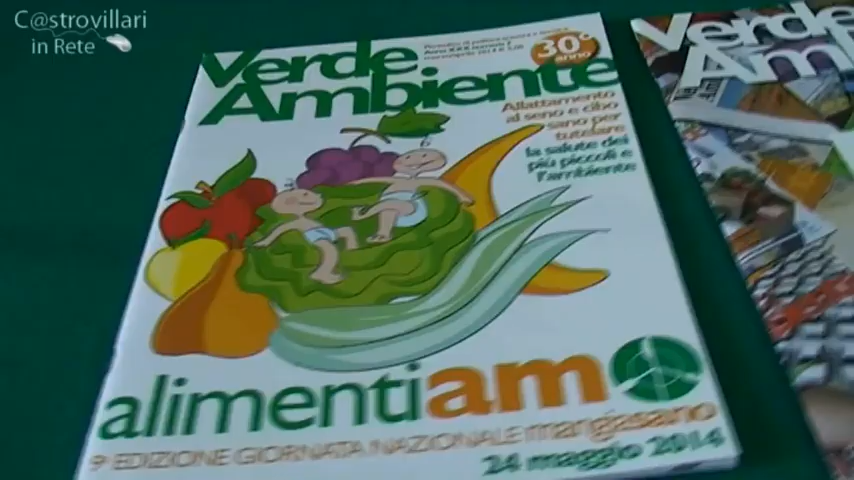 C@strovillari
in Rete
Verde
Ambiente
30°
anno
Allattamento
al seno e cibo
sano per
tutelare
la salute dei
più piccoli e
l'ambiente
alimentiamo
9ª EDIZIONE GIORNATA NAZIONALE mangiasano
24 maggio 2014
Verde
Ambiente